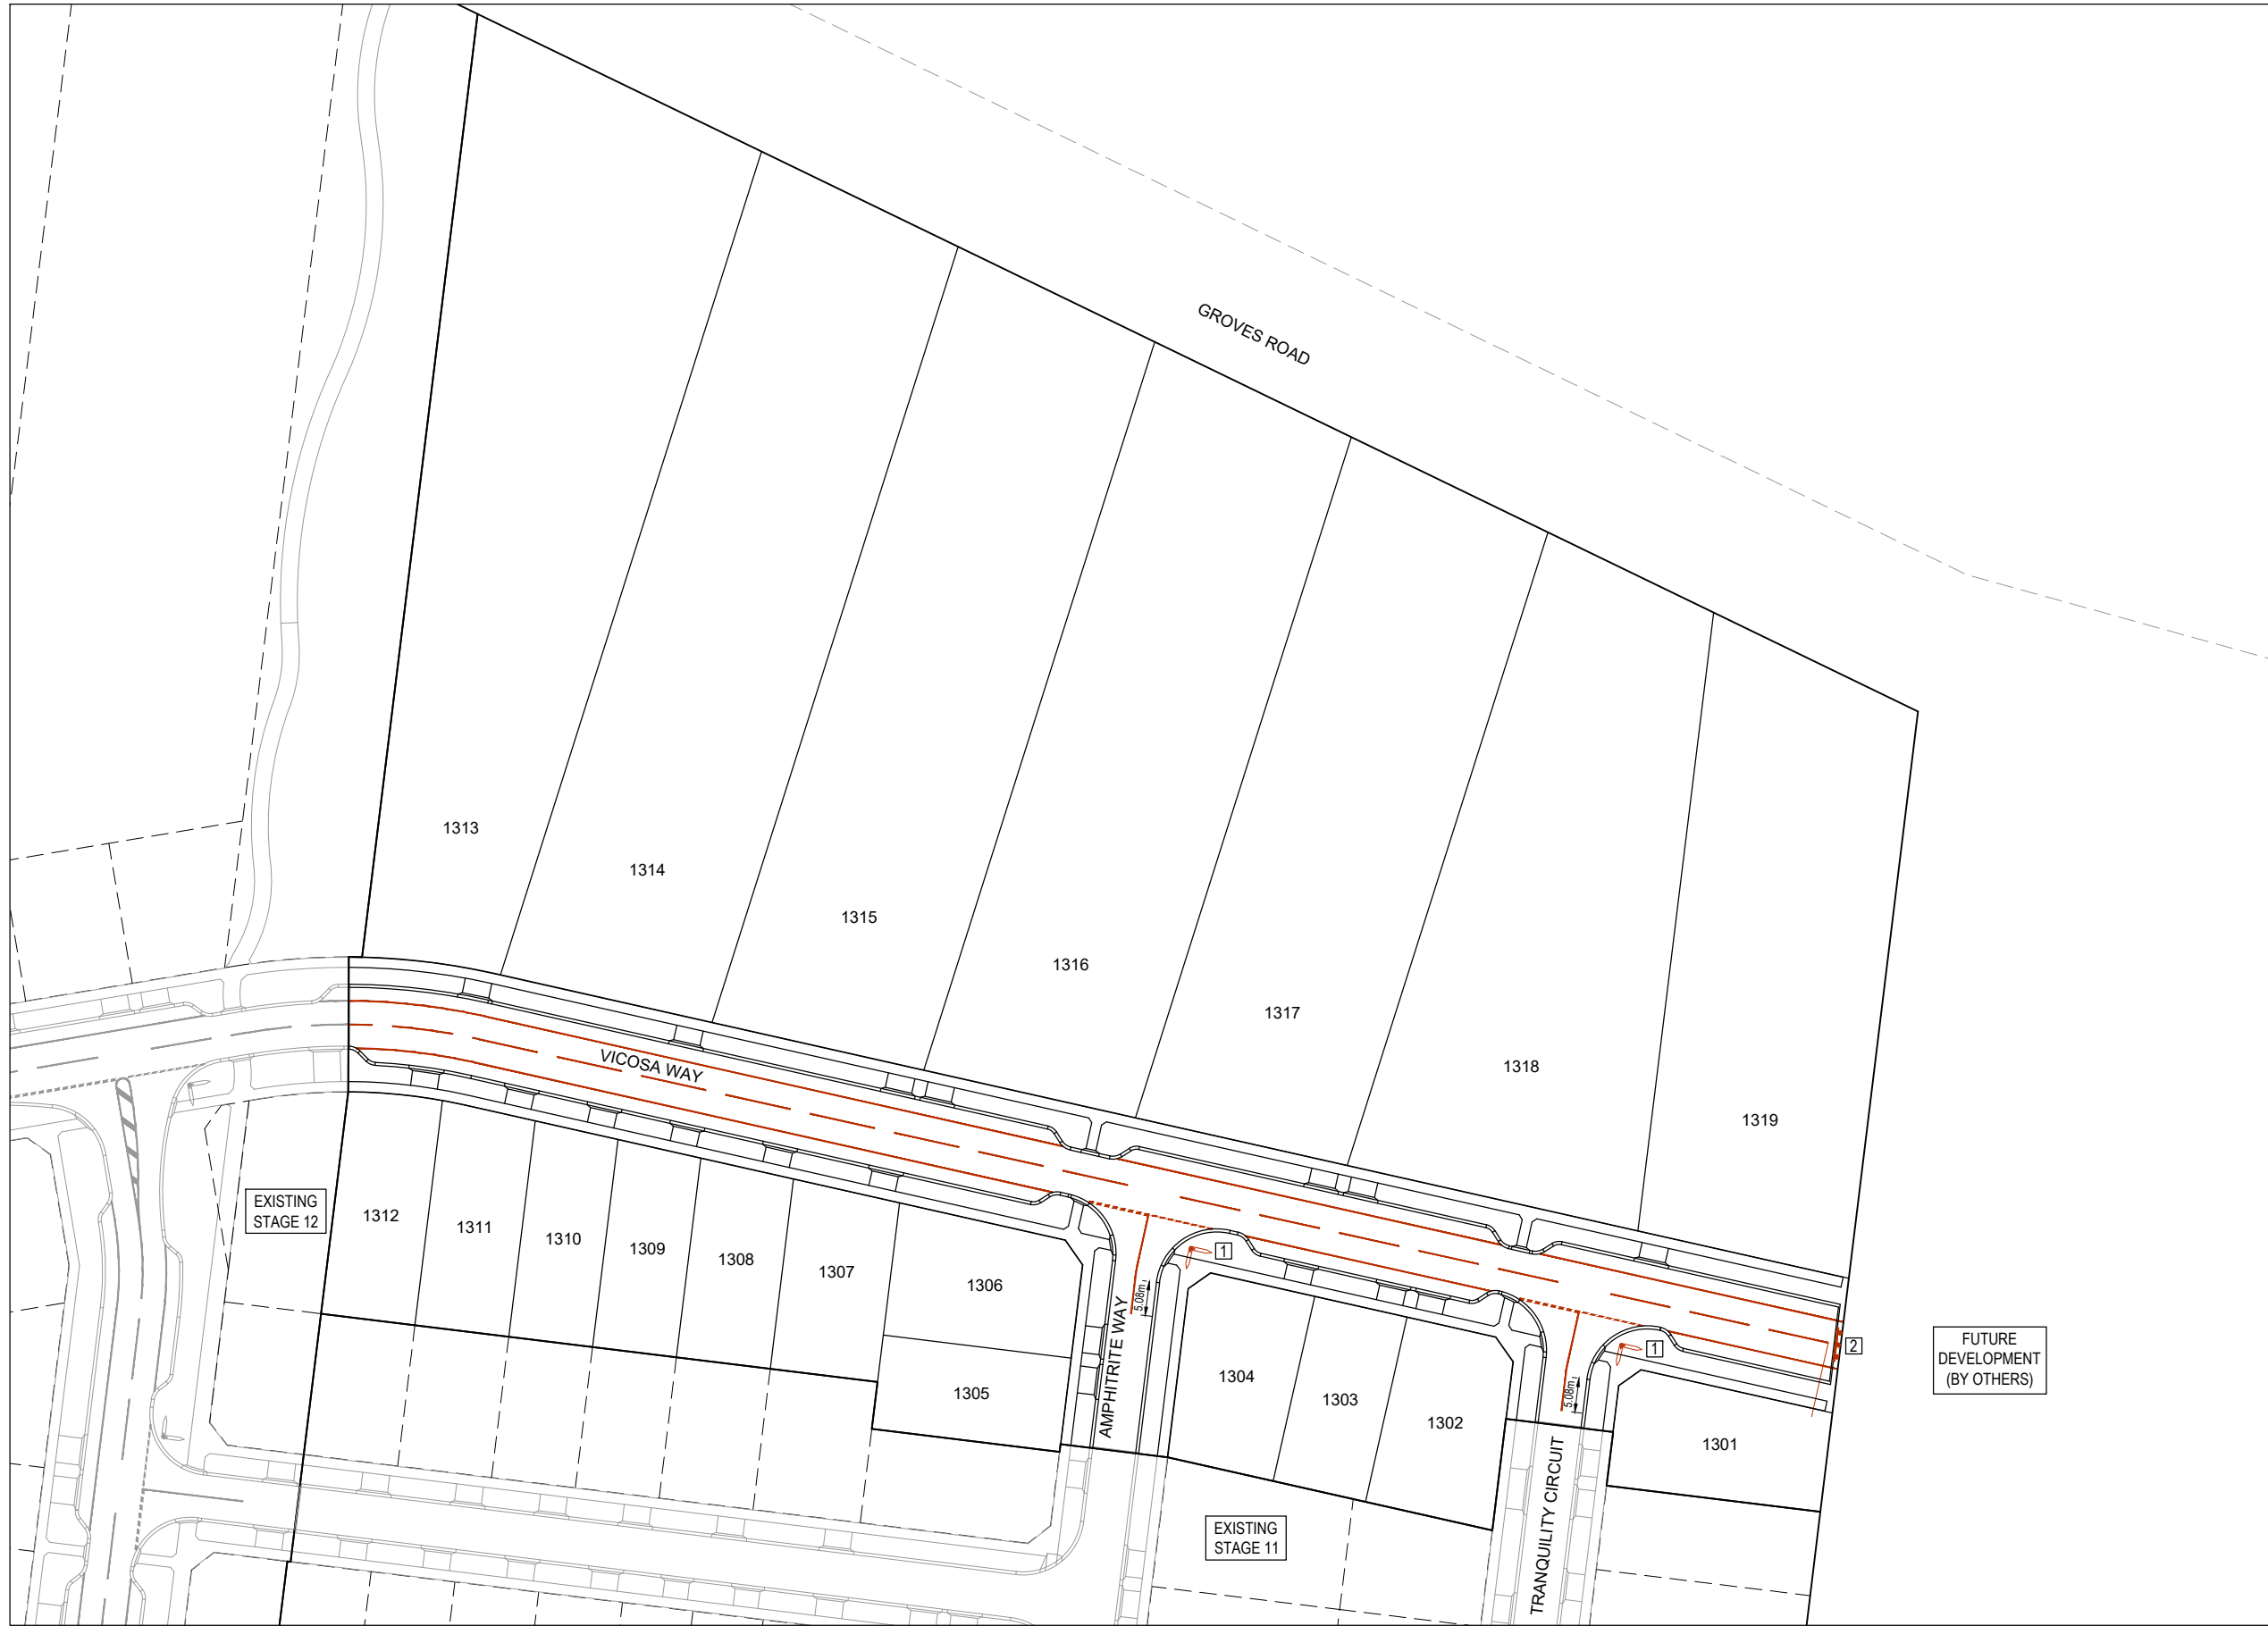 GROVES ROAD
1313
1314
1315
1316
1317
1318
1319
VICOSA WAY
EXISTING
STAGE 12
1312
1311
1310
1309
1308
1307
1306
1305
AMPHITRITE WAY
5.08m
1
1304
1303
1302
TRANQUILITY CIRCUIT
5.08m
1
1301
2
FUTURE
DEVELOPMENT
(BY OTHERS)
EXISTING
STAGE 11